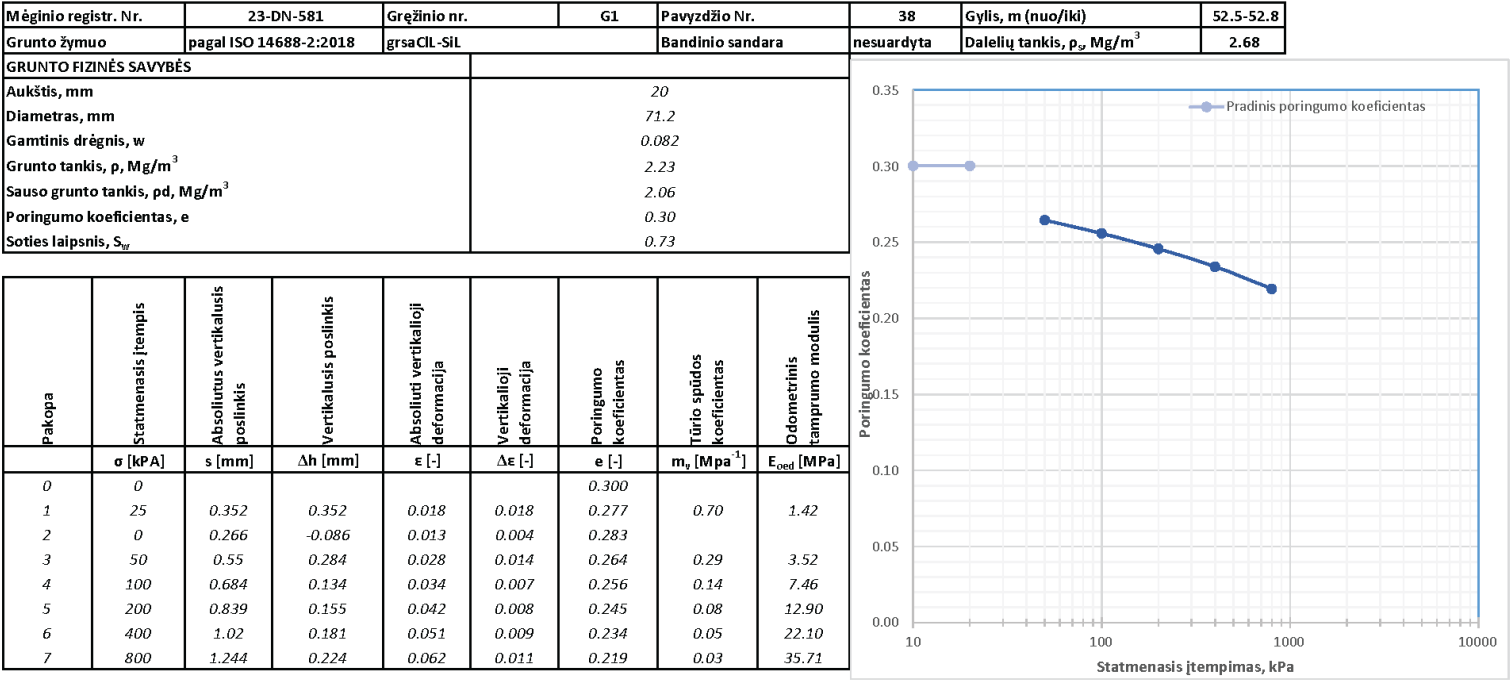 Mėginio registr. Nr. 23-DN-581 Gręžinio nr. G1 Pavyzdžio Nr. 38 Gylis, m (nuo/iki) 52.5-52.8
Grunto žymuo pagal ISO 14688-2:2018 grsaClL-SiL Bandinio sandara nesuardyta Dalelių tankis, ρs, Mg/m3 2.68
GRUNTO FIZINĖS SAVYBĖS
Aukštis, mm 20
Diametras, mm 71.2
Gamtinis drėgnis, w 0.082
Grunto tankis, ρ, Mg/m3 2.23
Sauso grunto tankis, ρd, Mg/m3 2.06
Poringumo koeficientas, e 0.30
Soties laipsnis, Sw 0.73
Pakopa
Statmenasis įtempis
Absoliutus vertikalusis poslinkis
Vertikalusis poslinkis
Absoliuti vertikalioji deformacija
Vertikalioji deformacija
Poringumo koeficientas
Tūrio spūdos koeficientas
Odometrinis tamprumo modulis
σ [kPA] s [mm] Δh [mm] ε [-] Δε [-] e [-] mv [Mpa-1] Eoed [MPa]
0 0 0.300
1 25 0.352 0.352 0.018 0.018 0.277 0.70 1.42
2 0 0.266 -0.086 0.013 0.004 0.283
3 50 0.55 0.284 0.028 0.014 0.264 0.29 3.52
4 100 0.684 0.134 0.034 0.007 0.256 0.14 7.46
5 200 0.839 0.155 0.042 0.008 0.245 0.08 12.90
6 400 1.02 0.181 0.051 0.009 0.234 0.05 22.10
7 800 1.244 0.224 0.062 0.011 0.219 0.03 35.71
Pradinis poringumo koeficientas
Poringumo koeficientas
0.35
0.30
0.25
0.20
0.15
0.10
0.05
0.00
10 100 1000 10000
Statmenasis įtempimas, kPa